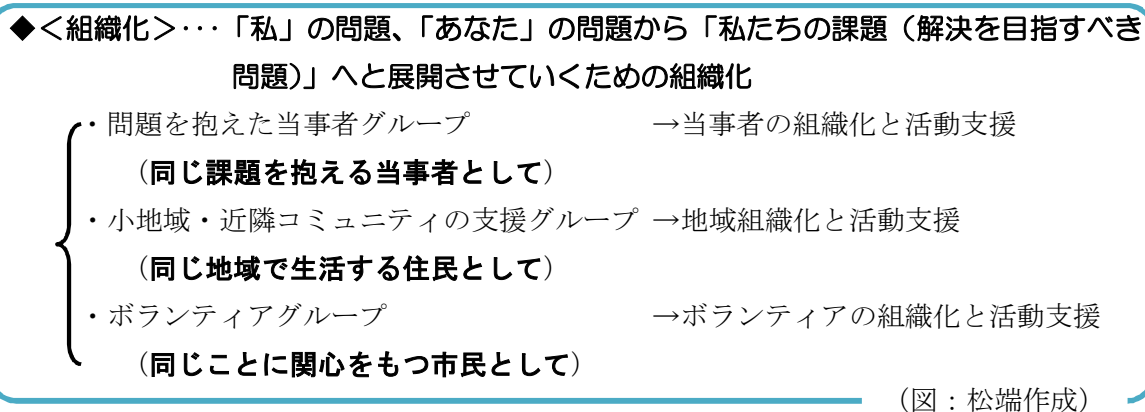 ◆＜組織化＞･･･「私」の問題、「あなた」の問題から「私たちの課題（解決を目指すべき
問題）」へと展開させていくための組織化
・問題を抱えた当事者グループ　→当事者の組織化と活動支援
（同じ課題を抱える当事者として）
・小地域・近隣コミュニティの支援グループ　→地域組織化と活動支援
（同じ地域で生活する住民として）
・ボランティアグループ　→ボランティアの組織化と活動支援
（同じことに関心をもつ市民として）
（図：松端作成）